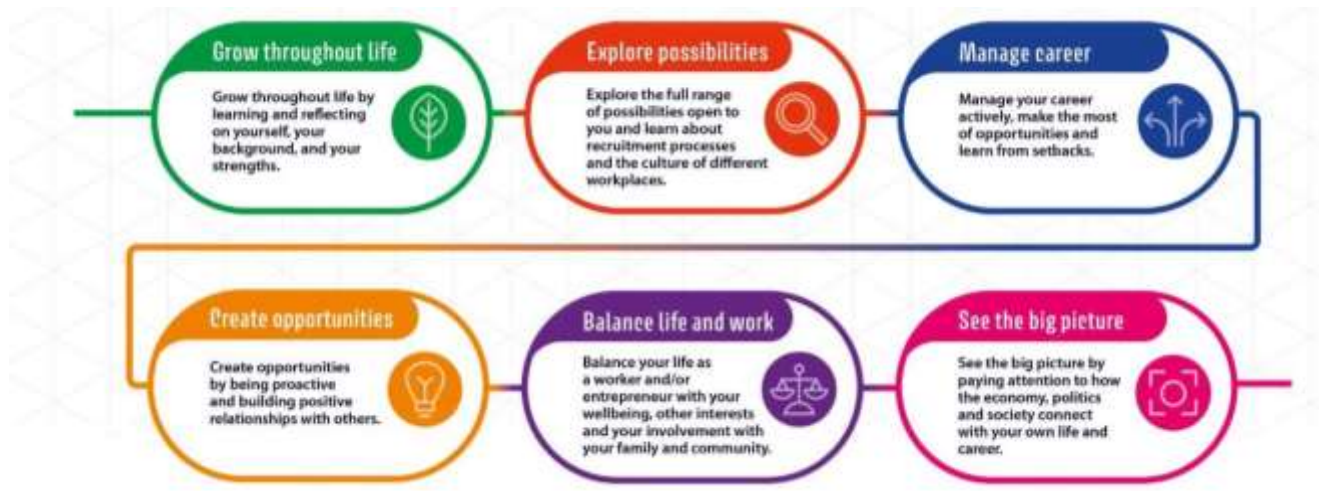 Grow throughout life
Grow throughout life by
learning and reflecting
on yourself, your
background, and your
strengths.
Explore possibilities
Explore the full range
of possibilities open to
you and learn about
recruitment processes
and the culture of different
workplaces.
Manage career
Manage your career
actively, make the most
of opportunities and
learn from setbacks.
Create opportunities
Create opportunities
by being proactive
and building positive
relationships with others.
Balance life and work
Balance your life as
a worker and/or
entrepreneur with your
wellbeing, other interests
and your involvement with
your family and community.
See the big picture
See the big picture by
paying attention to how
the economy, politics
and society connect
with your own life and
career.